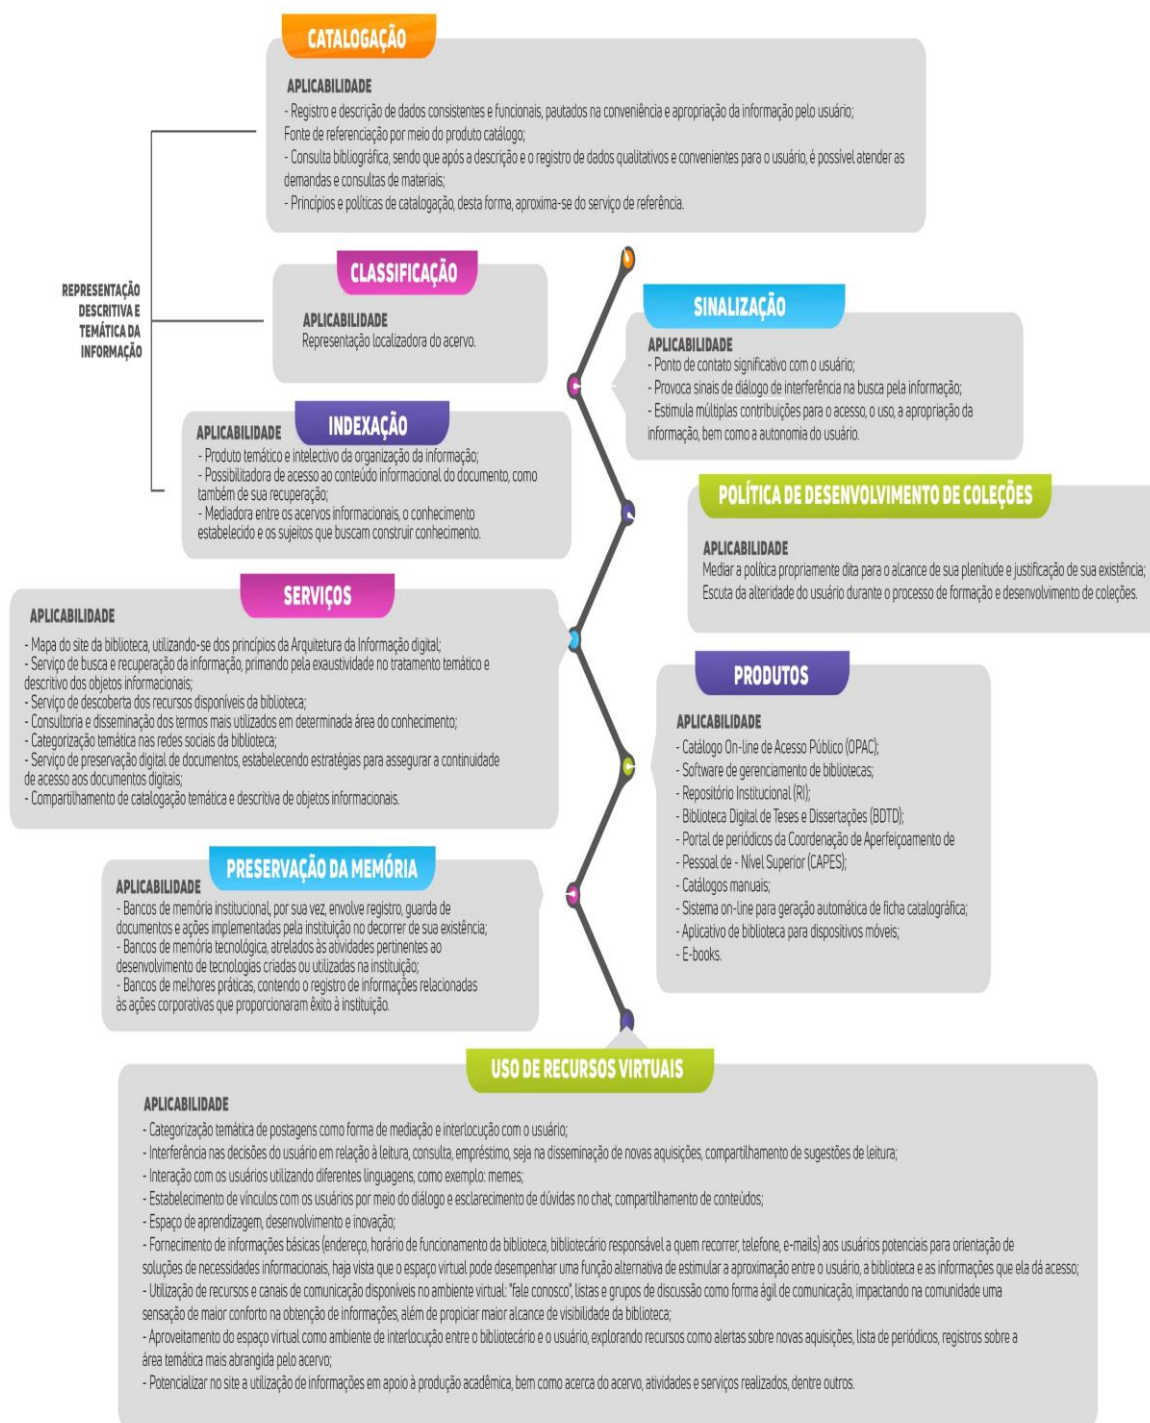 CATALOGAÇÃO
APLICABILIDADE
- Registro e descrição de dados consistentes e funcionais, pautados na conveniência e apropriação da informação pelo usuário;
Fonte de referenciação por meio do produto catálogo;
- Consulta bibliográfica, sendo que após a descrição e o registro de dados qualitativos e convenientes para o usuário, é possível atender as
demandas e consultas de materiais;
- Princípios e políticas de catalogação, desta forma, aproxima-se do serviço de referência.
REPRESENTAÇÃO
DESCRITIVA E
TEMÁTICA DA
INFORMAÇÃO
CLASSIFICAÇÃO
APLICABILIDADE
Representação localizadora do acervo.
SINALIZAÇÃO
APLICABILIDADE
- Ponto de contato significativo com o usuário;
- Provoca sinais de diálogo de interferência na busca pela informação;
- Estimula múltiplas contribuições para o acesso, o uso, a apropriação da
informação, bem como a autonomia do usuário.
INDEXAÇÃO
APLICABILIDADE
- Produto temático e intelectivo da organização da informação;
- Possibilitadora de acesso ao conteúdo informacional do documento, como
também de sua recuperação;
- Mediadora entre os acervos informacionais, o conhecimento
estabelecido e os sujeitos que buscam construir conhecimento.
POLÍTICA DE DESENVOLVIMENTO DE COLEÇÕES
APLICABILIDADE
Mediar a política propriamente dita para o alcance de sua plenitude e justificação de sua existência;
Escuta da alteridade do usuário durante o processo de formação e desenvolvimento de coleções.
SERVIÇOS
APLICABILIDADE
- Mapa do site da biblioteca, utilizando-se dos princípios da Arquitetura da Informação digital;
- Serviço de busca e recuperação da informação, primando pela exaustividade no tratamento temático e
descritivo dos objetos informacionais;
- Serviço de descoberta dos recursos disponíveis da biblioteca;
- Consultoria e disseminação dos termos mais utilizados em determinada área do conhecimento;
- Categorização temática nas redes sociais da biblioteca;
- Serviço de preservação digital de documentos, estabelecendo estratégias para assegurar a continuidade
de acesso aos documentos digitais;
- Compartilhamento de catalogação temática e descritiva de objetos informacionais.
PRODUTOS
APLICABILIDADE
- Catálogo On-line de Acesso Público (OPAC);
- Software de gerenciamento de bibliotecas;
- Repositório Institucional (RI);
- Biblioteca Digital de Teses e Dissertações (BDTD);
- Portal de periódicos da Coordenação de Aperfeiçoamento de
- Pessoal de - Nível Superior (CAPES);
- Catálogos manuais;
- Sistema on-line para geração automática de ficha catalográfica;
- Aplicativo de biblioteca para dispositivos móveis;
- E-books.
PRESERVAÇÃO DA MEMÓRIA
APLICABILIDADE
- Bancos de memória institucional, por sua vez, envolve registro, guarda de
documentos e ações implementadas pela instituição no decorrer de sua existência;
- Bancos de memória tecnológica, atrelados às atividades pertinentes ao
desenvolvimento de tecnologias criadas ou utilizadas na instituição;
- Bancos de melhores práticas, contendo o registro de informações relacionadas
às ações corporativas que proporcionaram êxito à instituição.
USO DE RECURSOS VIRTUAIS
APLICABILIDADE
- Categorização temática de postagens como forma de mediação e interlocução com o usuário;
- Interferência nas decisões do usuário em relação à leitura, consulta, empréstimo, seja na disseminação de novas aquisições, compartilhamento de sugestões de leitura;
- Interação com os usuários utilizando diferentes linguagens, como exemplo: memes;
- Estabelecimento de vínculos com os usuários por meio do diálogo e esclarecimento de dúvidas no chat, compartilhamento de conteúdos;
- Espaço de aprendizagem, desenvolvimento e inovação;
- Fornecimento de informações básicas (endereço, horário de funcionamento da biblioteca, bibliotecário responsável a quem recorrer, telefone, e-mails) aos usuários potenciais para orientação de
soluções de necessidades informacionais, haja vista que o espaço virtual pode desempenhar uma função alternativa de estimular a aproximação entre o usuário, a biblioteca e as informações que ela dá acesso;
- Utilização de recursos e canais de comunicação disponíveis no ambiente virtual: "fale conosco", listas e grupos de discussão como forma ágil de comunicação, impactando na comunidade uma
sensação de maior conforto na obtenção de informações, além de propiciar maior alcance de visibilidade da biblioteca;
- Aproveitamento do espaço virtual como ambiente de interlocução entre o bibliotecário e o usuário, explorando recursos como alertas sobre novas aquisições, lista de periódicos, registros sobre a
área temática mais abrangida pelo acervo;
- Potencializar no site a utilização de informações em apoio à produção acadêmica, bem como acerca do acervo, atividades e serviços realizados, dentre outros.